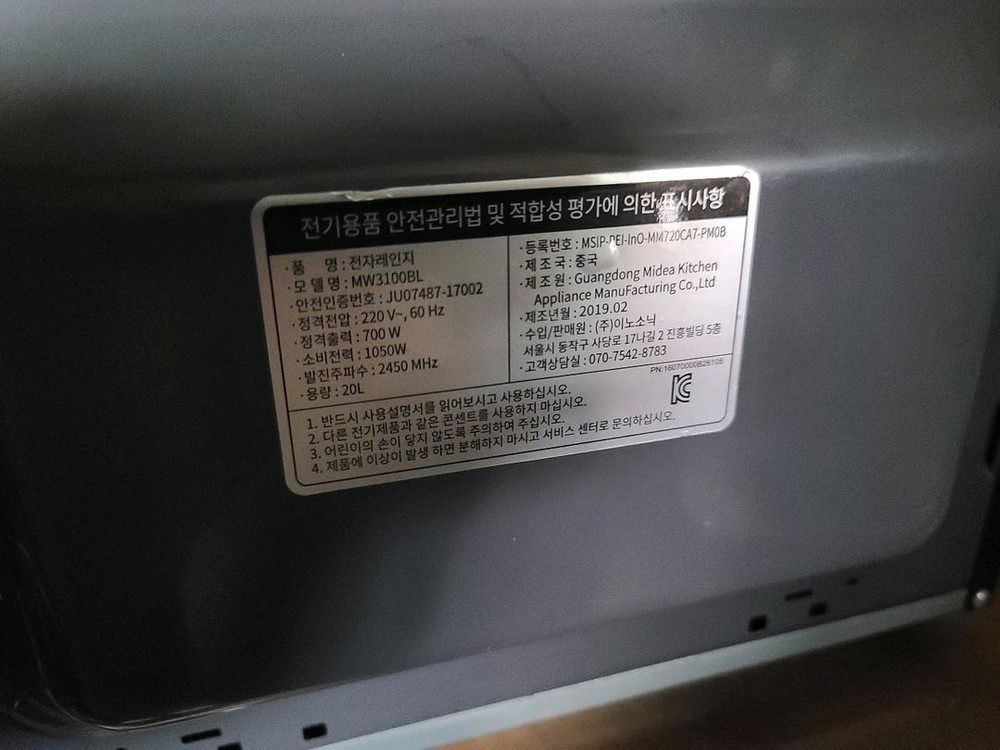 전기용품 안전관리법 및 적합성 평가에 의한 표시사항
·품 명 : 전자레인지
·모 델 명 : MW3100BL
·안전인증번호 : JU07487-17002
·정격전압 : 220 V~, 60 Hz
·정격출력 : 700 W
·소비전력 : 1050W
·발진주파수 : 2450 MHz
·용량 : 20L
·등록번호 : MSIP-REI-InO-MM720CA7-PM0B
·제 조 국 : 중국
·제 조 원 : Guangdong Midea Kitchen
Appliance ManuFacturing Co.,Ltd
·제조년월 : 2019.02
·수입/판매원 : (주)이노소닉
서울시 동작구 사당로 17나길 2 진흥빌딩 5층
·고객상담실 : 070-7542-8783
PN:16070000B26105
1. 반드시 사용설명서를 읽어보시고 사용하십시오.
2. 다른 전기제품과 같은 콘센트를 사용하지 마십시오.
3. 어린이의 손이 닿지 않도록 주의하여 주십시오.
4. 제품에 이상이 발생 하면 분해하지 마시고 서비스 센터로 문의하십시오.